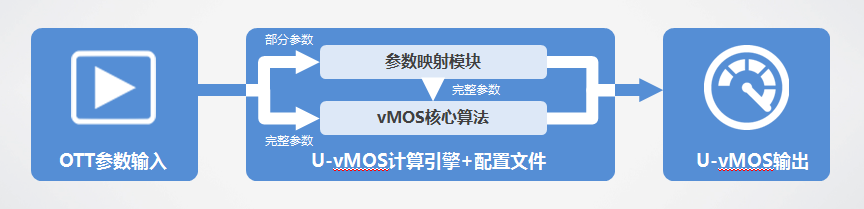 部分参数
参数映射模块
完整参数
vMOS核心算法
完整参数
OTT参数输入
U-vMOS计算引擎+配置文件
U-vMOS输出